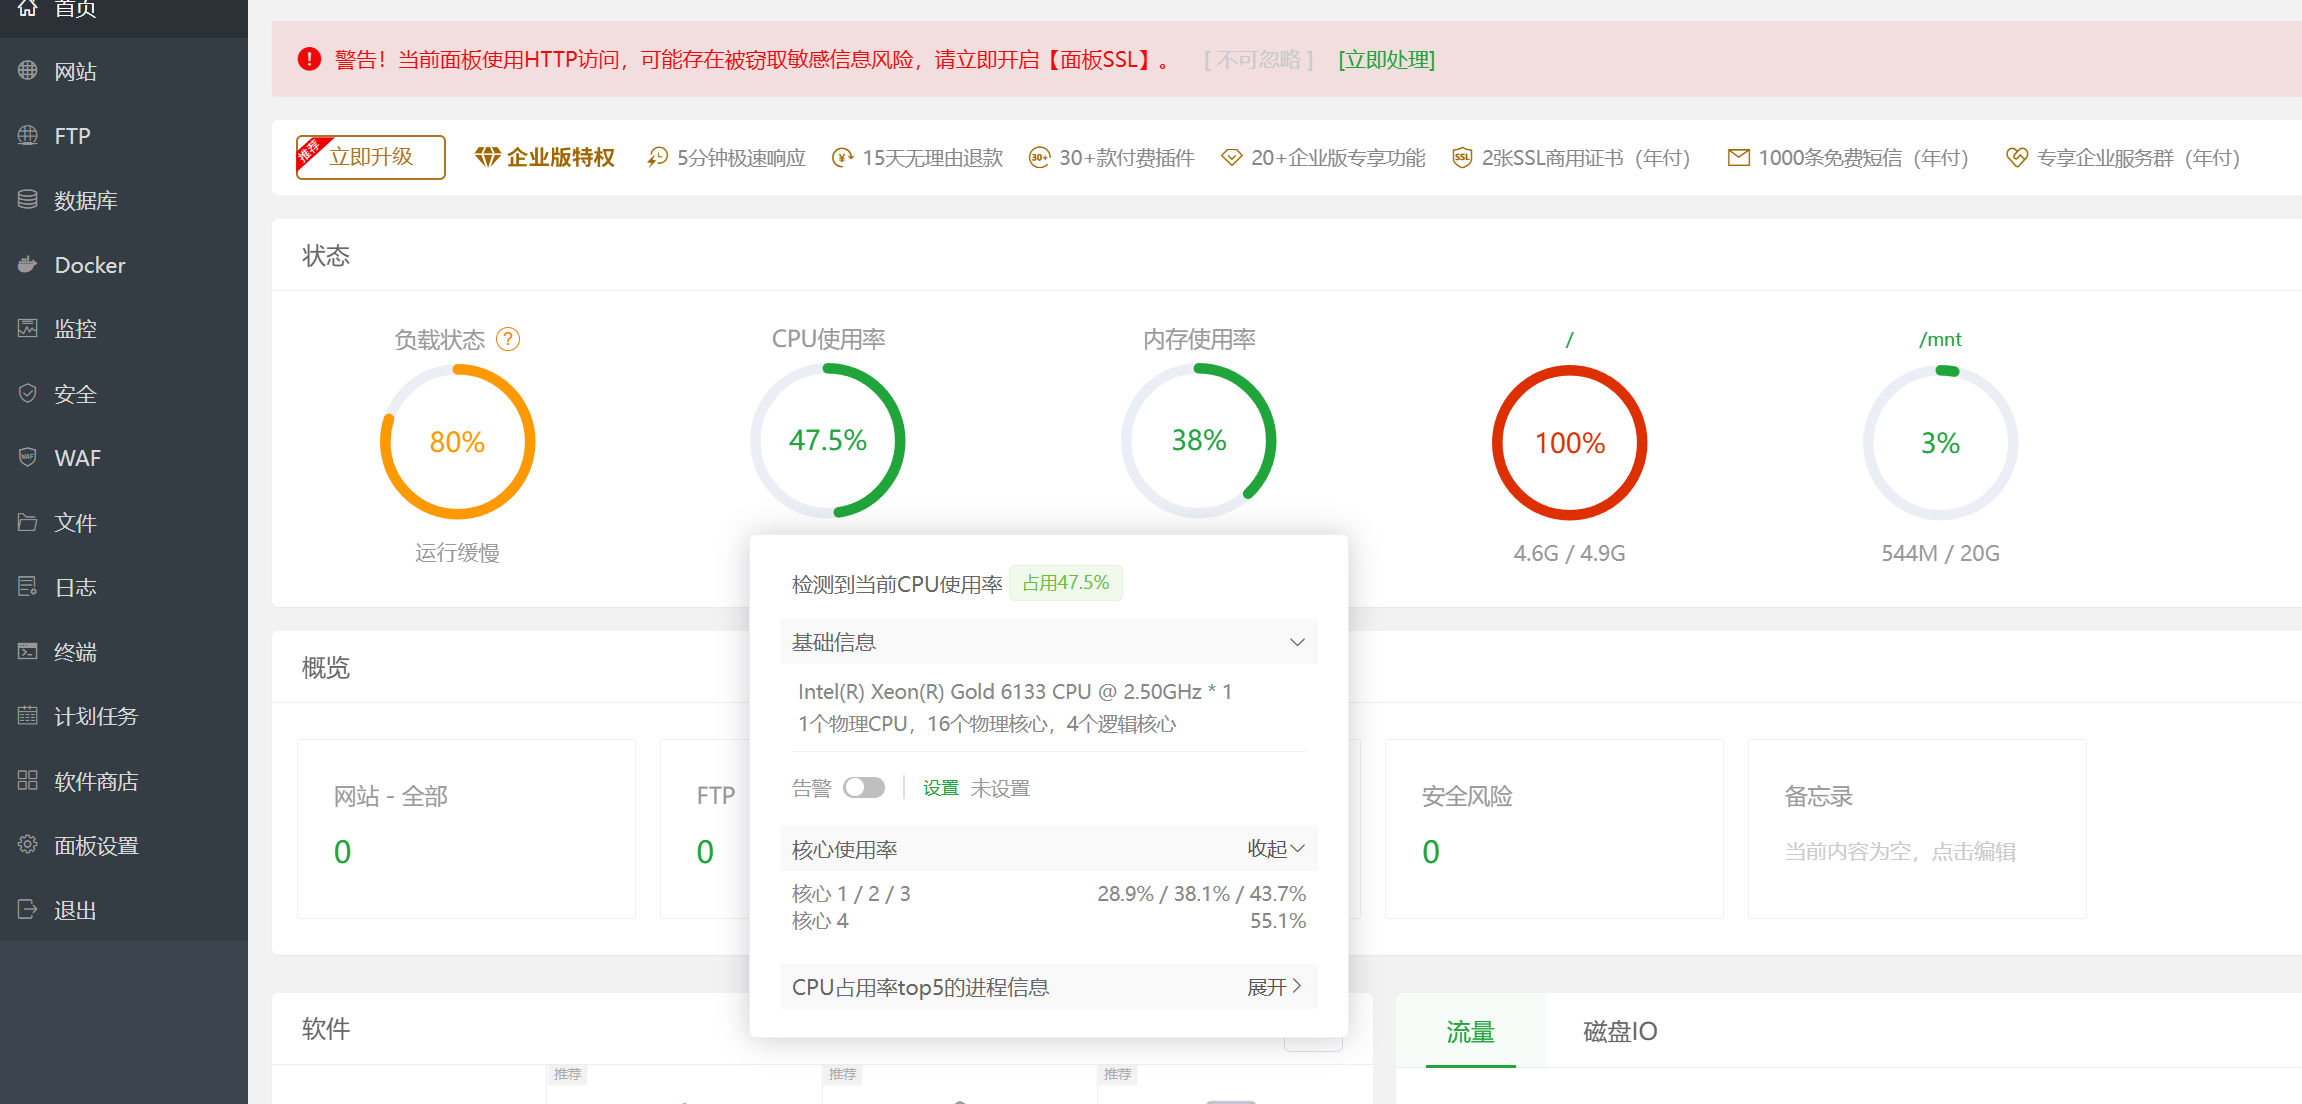 首页
网站
FTP
数据库
Docker
监控
安全
WAF
文件
日志
终端
计划任务
软件商店
面板设置
退出
警告！当前面板使用HTTP访问，可能存在被窃取敏感信息风险，请立即开启【面板SSL】。 [ 不可忽略 ] [立即处理]
推荐 立即升级 企业版特权 5分钟极速响应 15天无理由退款 30+ 30+款付费插件 20+企业版专享功能 SSL 2张SSL商用证书（年付） 1000条免费短信（年付） 专享企业服务群（年付）
状态
负载状态 ? CPU使用率 内存使用率 / /mnt
80% 47.5% 38% 100% 3%
运行缓慢 4.6G / 4.9G 544M / 20G
检测到当前CPU使用率 占用47.5%
基础信息
Intel(R) Xeon(R) Gold 6133 CPU @ 2.50GHz * 1
1个物理CPU，16个物理核心，4个逻辑核心
告警 设置 未设置
核心使用率 收起
核心 1 / 2 / 3 28.9% / 38.1% / 43.7%
核心 4 55.1%
CPU占用率top5的进程信息 展开
概览
网站 - 全部 FTP 安全风险 备忘录
0 0 0 当前内容为空，点击编辑
软件 流量 磁盘IO
推荐 推荐 推荐